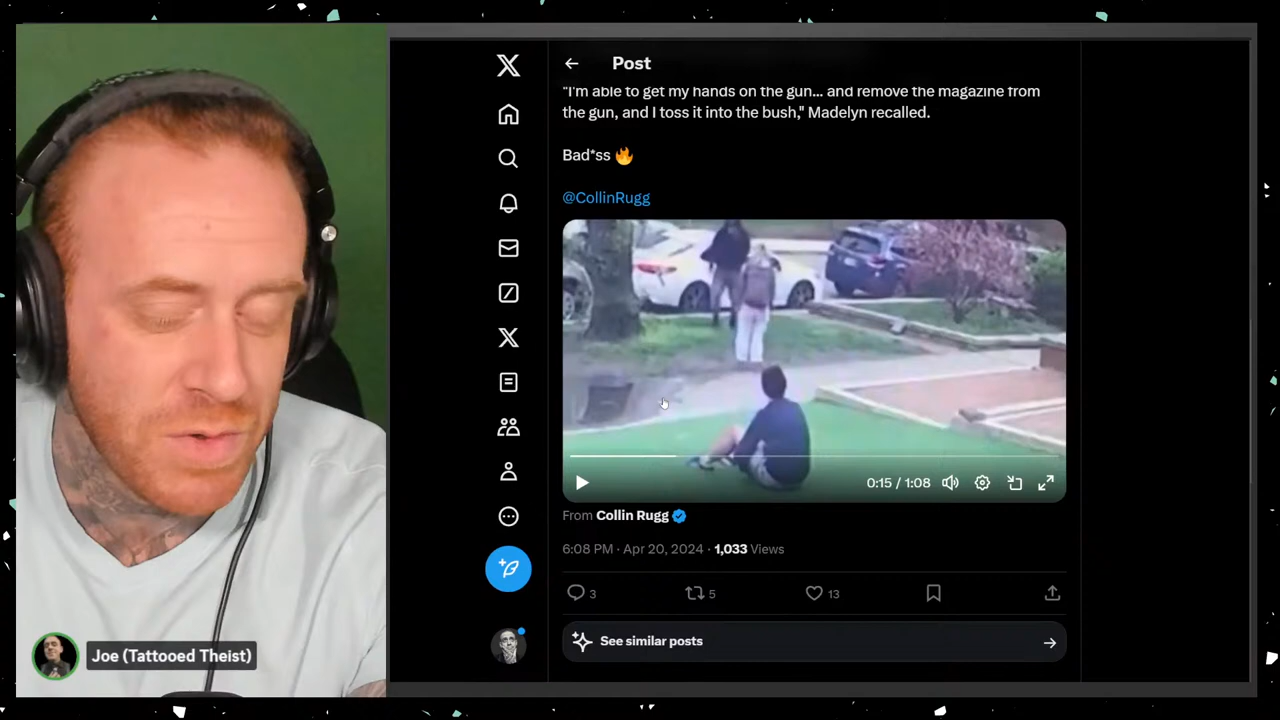 Post
"I'm able to get my hands on the gun... and remove the magazine from
the gun, and I toss it into the bush," Madelyn recalled.
Bad*ss 🔥
@CollinRugg
0:15 / 1:08
From Collin Rugg
6:08 PM · Apr 20, 2024 · 1,033 Views
3
5
13
See similar posts
Joe (Tattooed Theist)